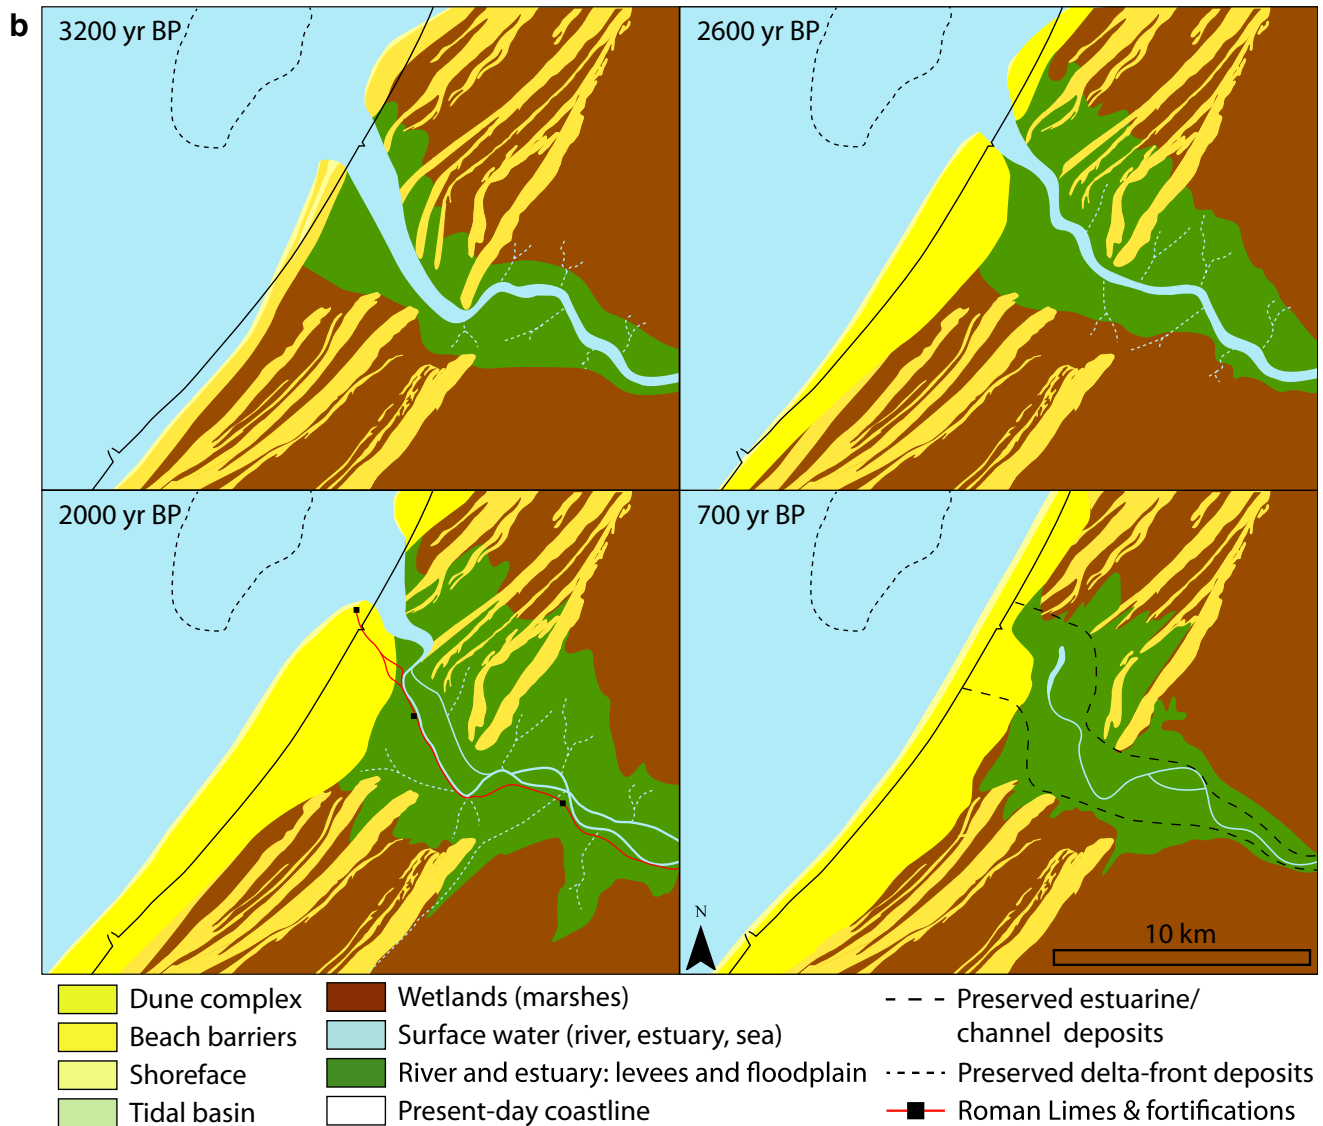 b
3200 yr BP
2600 yr BP
2000 yr BP
700 yr BP
N
10 km
Dune complex
Beach barriers
Shoreface
Tidal basin
Wetlands (marshes)
Surface water (river, estuary, sea)
River and estuary: levees and floodplain
Present-day coastline
Preserved estuarine/
channel deposits
Preserved delta-front deposits
Roman Limes & fortifications